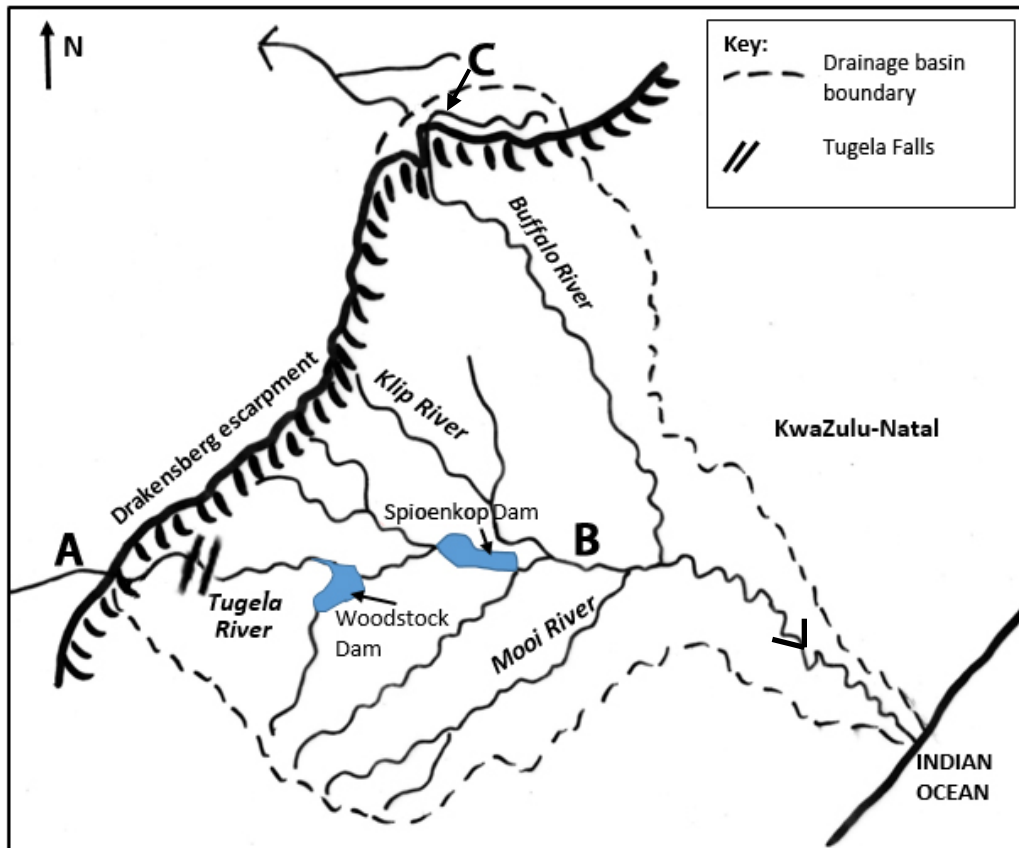 N
C
Key:
Drainage basin
boundary
Tugela Falls
Buffalo River
Drakensberg escarpment
Klip River
KwaZulu-Natal
Spioenkop Dam
A
B
Tugela
River
Woodstock
Dam
Mooi River
INDIAN
OCEAN